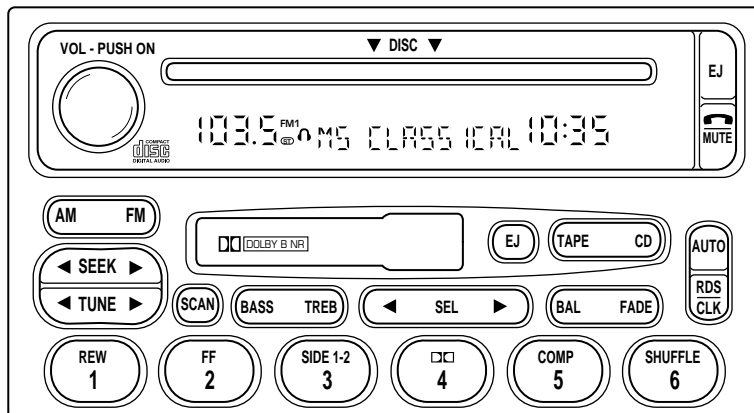 VOL - PUSH ON
▼ DISC ▼
EJ
103.5 FM1 ST MS CLASSICAL 10:35
MUTE
COMPACT
disc
DIGITAL AUDIO
AM FM
DOLBY B NR
EJ
TAPE CD
AUTO
◄ SEEK ►
◄ TUNE ►
SCAN
BASS TREB
◄ SEL ►
BAL FADE
RDS
CLK
REW
1
FF
2
SIDE 1-2
3
4
COMP
5
SHUFFLE
6